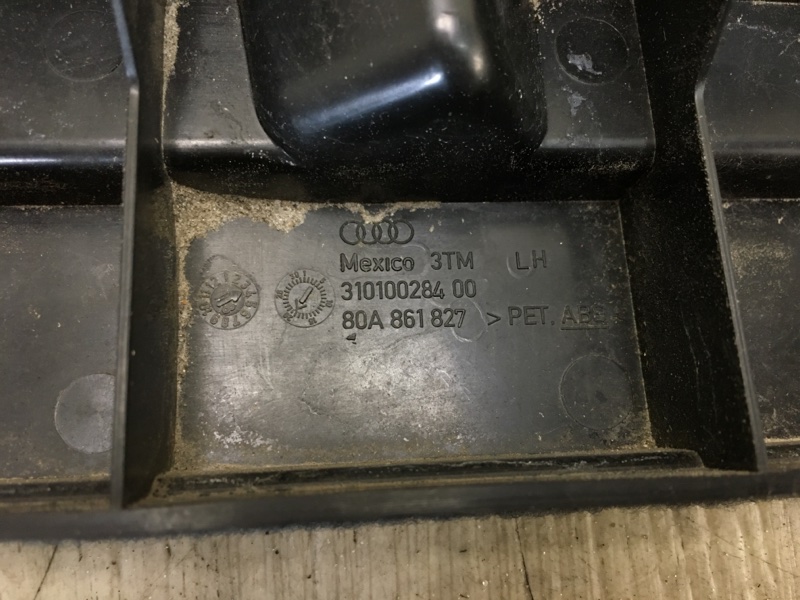 Mexico 3TM LH
310100284 00
80A 861 827 > PET. ABS